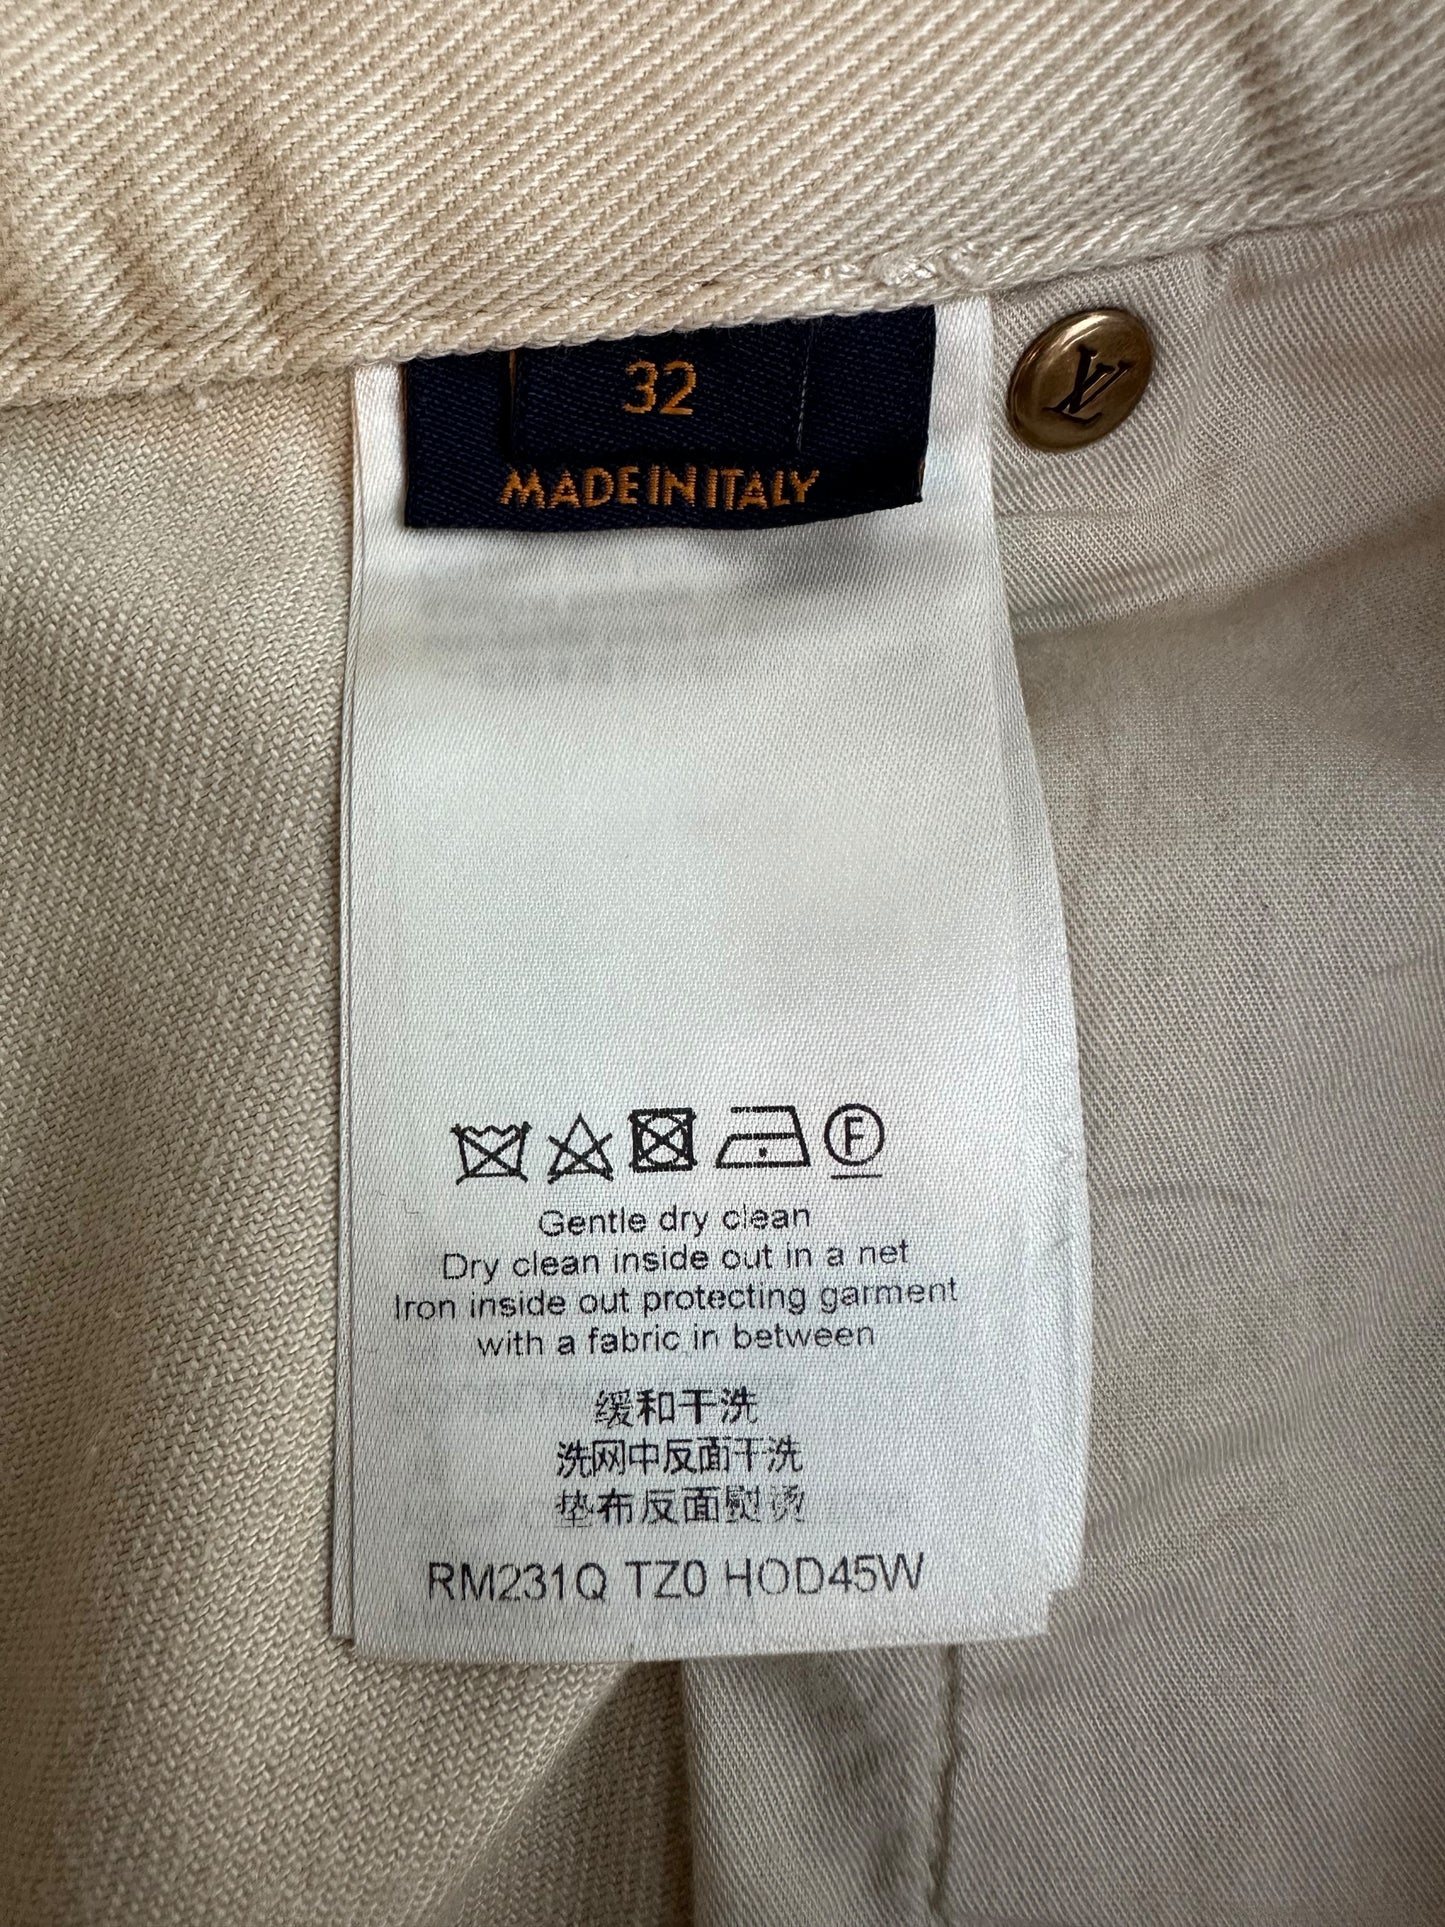 32
MADE IN ITALY
LV
F
Gentle dry clean
Dry clean inside out in a net
Iron inside out protecting garment
with a fabric in between
缓和干洗
洗网中反面干洗
垫布反面熨烫
RM231Q TZ0 HOD45W